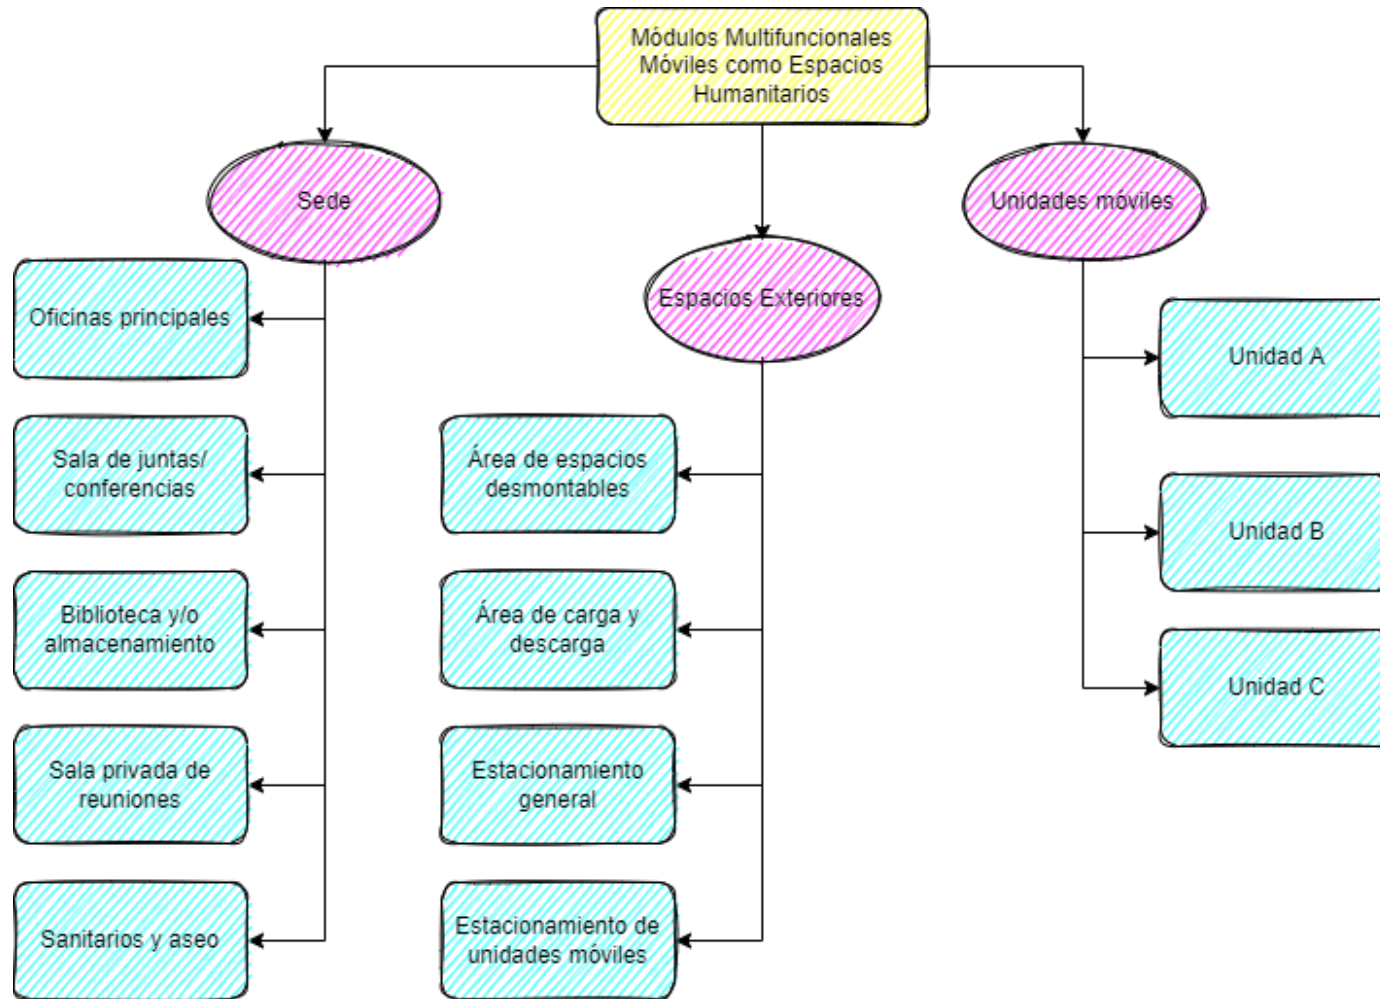 Módulos Multifuncionales
Móviles como Espacios
Humanitarios
Sede
Oficinas principales
Sala de juntas/
conferencias
Biblioteca y/o
almacenamiento
Sala privada de
reuniones
Sanitarios y aseo
Espacios Exteriores
Área de espacios
desmontables
Área de carga y
descarga
Estacionamiento
general
Estacionamiento de
unidades móviles
Unidades móviles
Unidad A
Unidad B
Unidad C